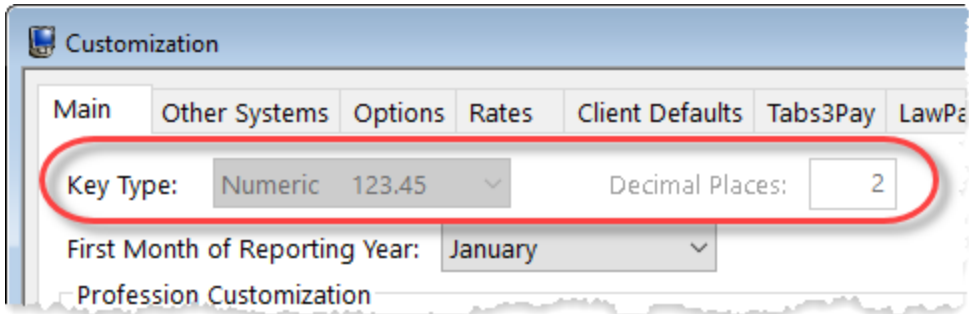 Customization
Main Other Systems Options Rates Client Defaults Tabs3Pay
Key Type: Numeric 123.45 Decimal Places: 2
First Month of Reporting Year: January
Profession Customization